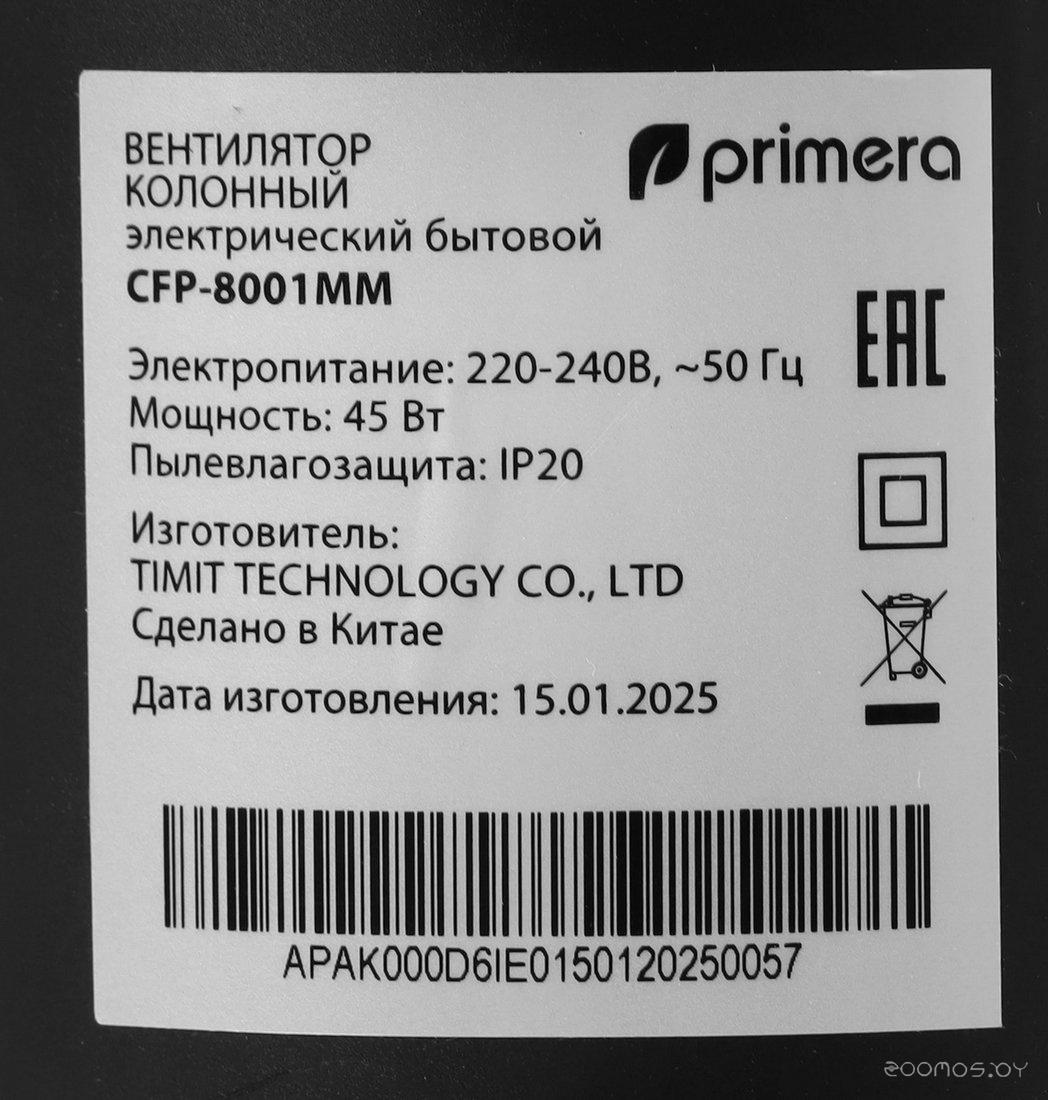 ВЕНТИЛЯТОР
КОЛОННЫЙ
электрический бытовой
CFP-8001MM
primera
EAC
Электропитание: 220-240В, ~50 Гц
Мощность: 45 Вт
Пылевлагозащита: IP20
Изготовитель:
TIMIT TECHNOLOGY CO., LTD
Сделано в Китае
Дата изготовления: 15.01.2025
APAK000D6IE0150120250057
ZOOMOS.BY